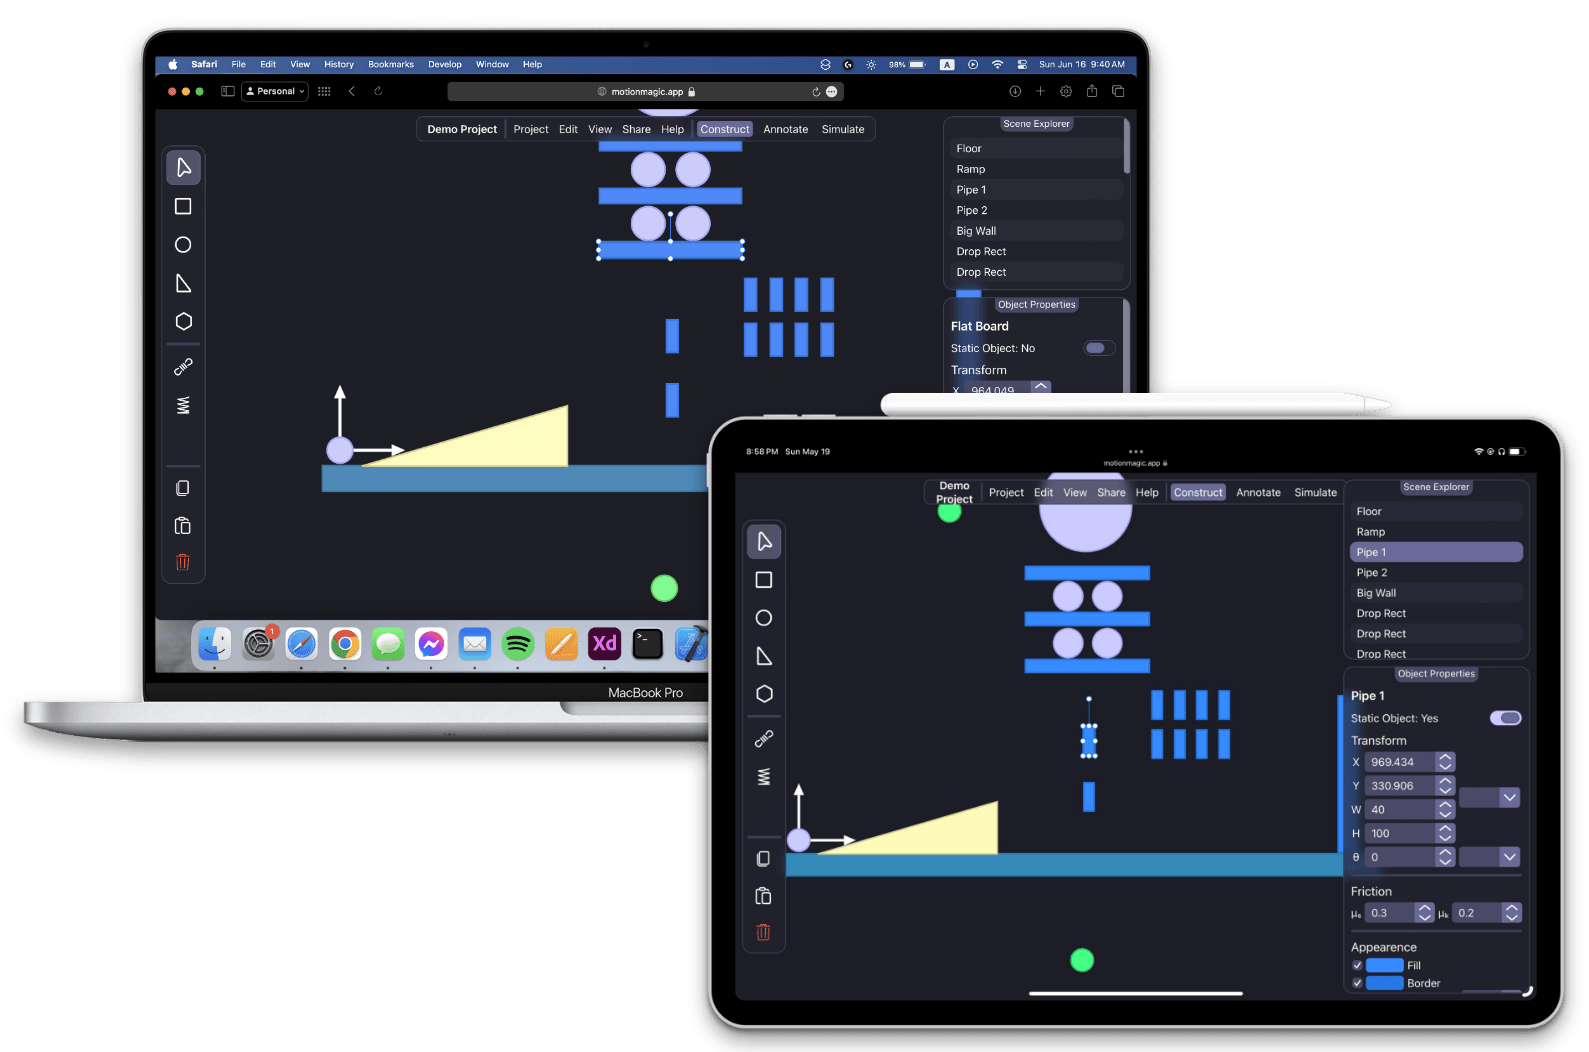 Safari File Edit View History Bookmarks Develop Window Help 98% A Sun Jun 16 9:40 AM
Personal motionmagic.app
Demo Project Project Edit View Share Help Construct Annotate Simulate
Scene Explorer
Floor
Ramp
Pipe 1
Pipe 2
Big Wall
Drop Rect
Drop Rect
Object Properties
Flat Board
Static Object: No
Transform
X 964.049
1
Xd
MacBook Pro
8:58 PM Sun May 19
motionmagic.app
Demo
Project
Project Edit View Share Help Construct Annotate Simulate
Scene Explorer
Floor
Ramp
Pipe 1
Pipe 2
Big Wall
Drop Rect
Drop Rect
Drop Rect
Object Properties
Pipe 1
Static Object: Yes
Transform
X 969.434
Y 330.906
W 40
H 100
θ 0
Friction
μs 0.3 μk 0.2
Appearence
Fill
Border